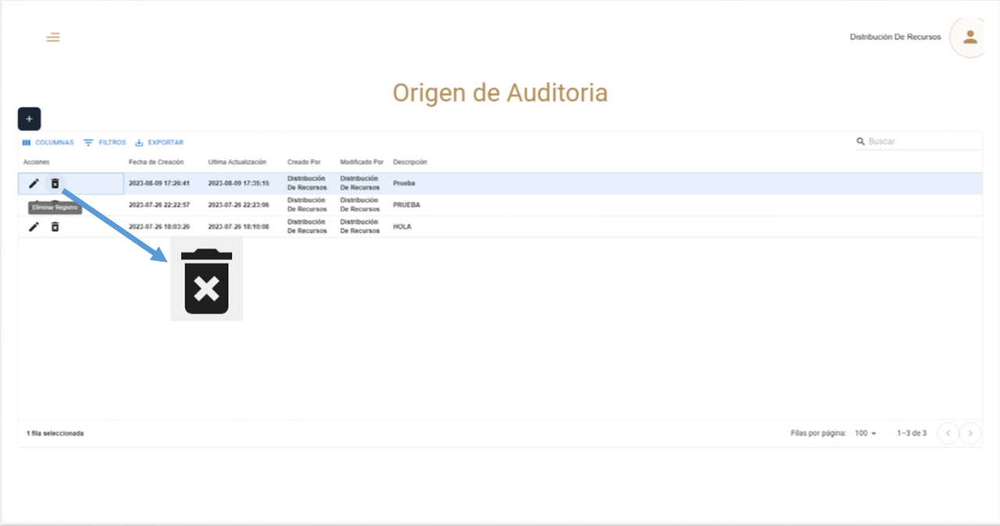 Distribución De Recursos
Origen de Auditoria
+
COLUMNAS FILTROS EXPORTAR
Buscar
Acciones Fecha de Creación Ultima Actualización Creado Por Modificado Por Descripción
2023-08-09 17:26:41 2023-08-09 17:35:15 Distribución De Recursos Distribución De Recursos Prueba
Eliminar Registro
2023-07-26 22:22:57 2023-07-26 22:23:06 Distribución De Recursos Distribución De Recursos PRUEBA
2023-07-26 18:03:26 2023-07-26 18:10:08 Distribución De Recursos Distribución De Recursos HOLA
1 fila seleccionada
Filas por página: 100 1–3 de 3